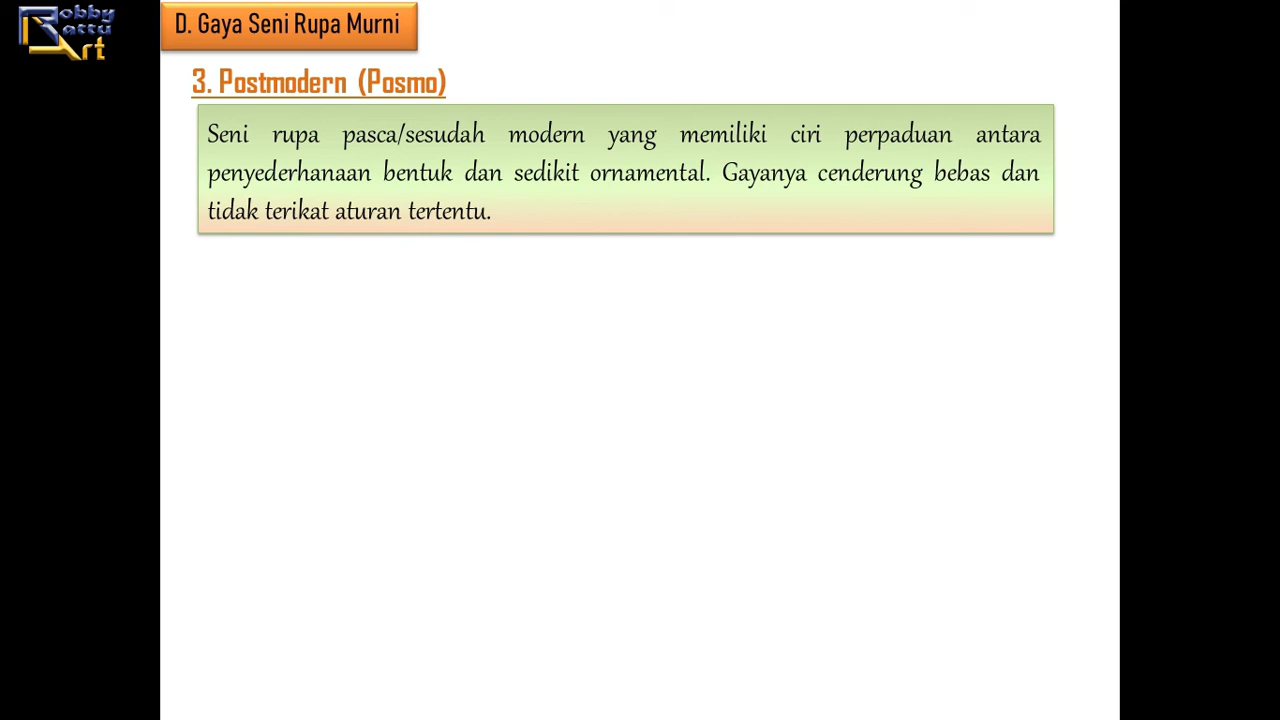 Robby
Rattu
Art
D. Gaya Seni Rupa Murni
3. Postmodern (Posmo)
Seni rupa pasca/sesudah modern yang memiliki ciri perpaduan antara
penyederhanaan bentuk dan sedikit ornamental. Gayanya cenderung bebas dan
tidak terikat aturan tertentu.